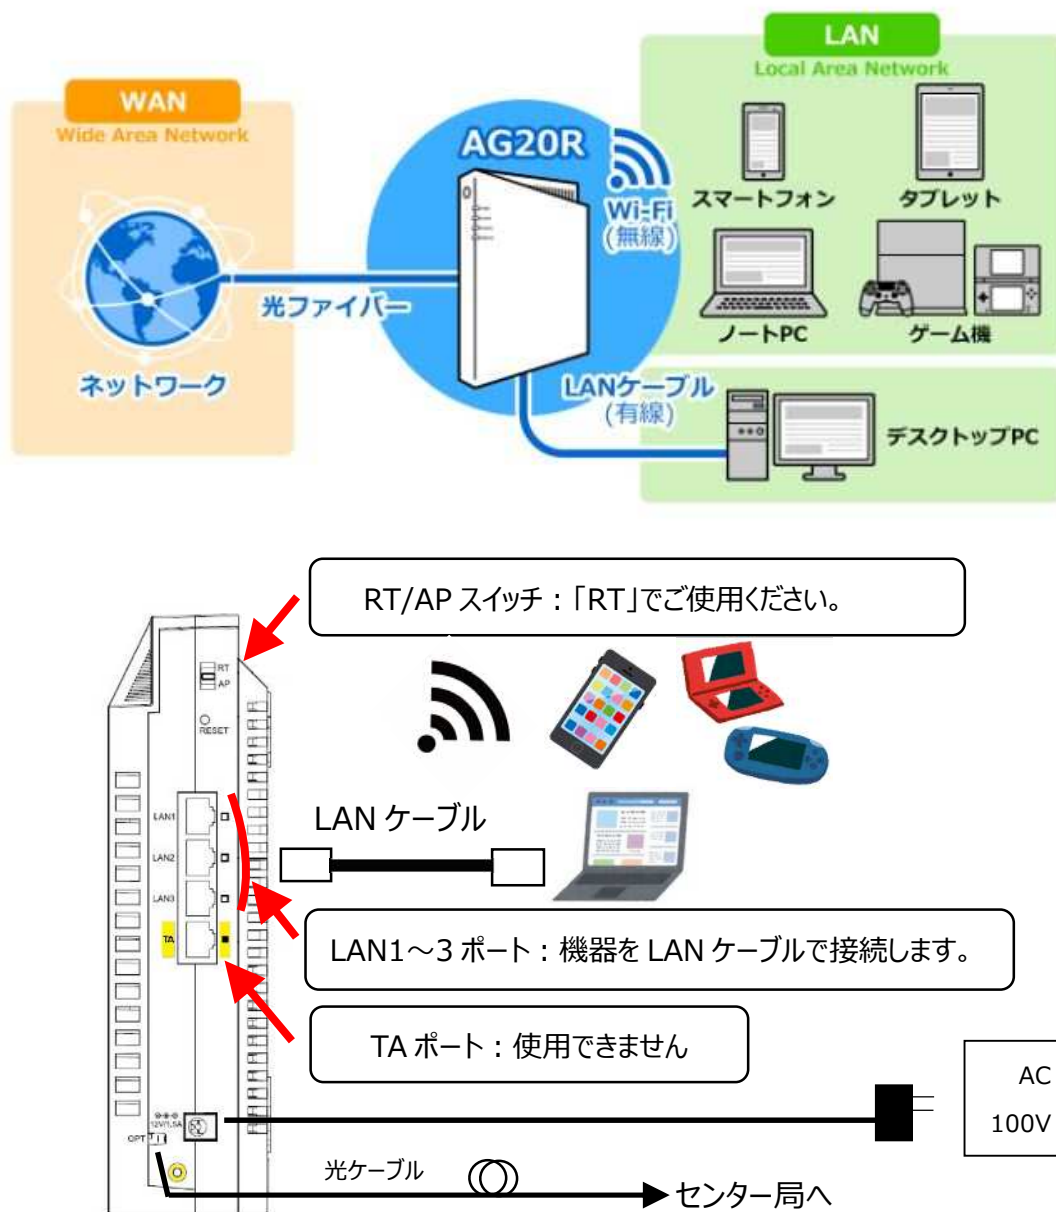 WAN
Wide Area Network
ネットワーク
光ファイバー
AG20R
Wi-Fi
(無線)
LANケーブル
(有線)
LAN
Local Area Network
スマートフォン
タブレット
ノートPC
ゲーム機
デスクトップPC
RT/AP スイッチ：「RT」でご使用ください。
RT
AP
RESET
LAN1
LAN2
LAN3
TA
LAN ケーブル
LAN1～3 ポート：機器を LAN ケーブルで接続します。
TA ポート：使用できません
AC
100V
12V/1.5A
OPT
光ケーブル
センター局へ